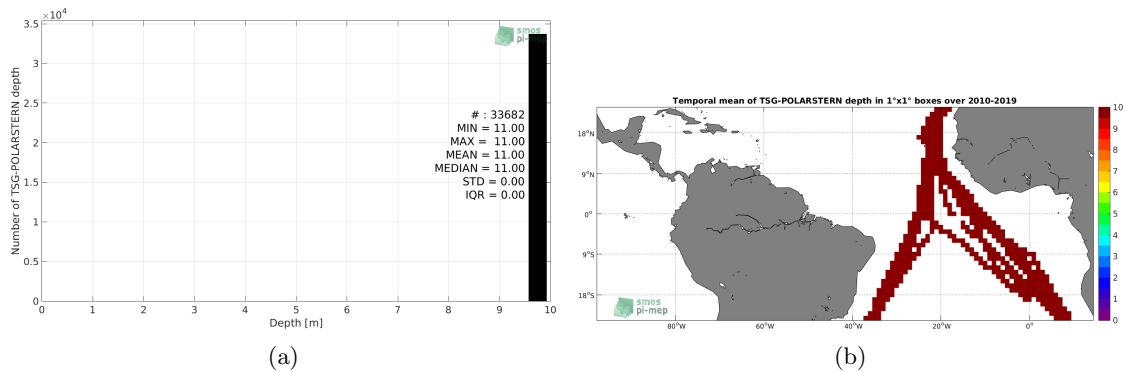 ×10⁴
3.5
3
2.5
2
1.5
1
0.5
0
Number of TSG-POLARSTERN depth
smos
pi-mep
# : 33682
MIN = 11.00
MAX = 11.00
MEAN = 11.00
MEDIAN = 11.00
STD = 0.00
IQR = 0.00
0 1 2 3 4 5 6 7 8 9 10
Depth [m]
(a)
Temporal mean of TSG-POLARSTERN depth in 1°x1° boxes over 2010-2019
18°N
9°N
0°
9°S
18°S
smos
pi-mep
80°W 60°W 40°W 20°W 0°
10
9
8
7
6
5
4
3
2
1
0
(b)